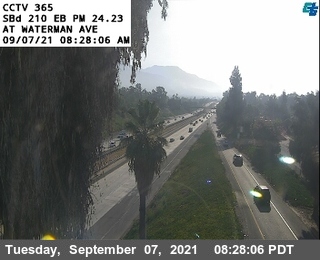 CCTV 365
SBd 210 EB PM 24.23
AT WATERMAN AVE
09/07/21 08:28:06 AM
Tuesday, September 07, 2021 08:28:06 PDT